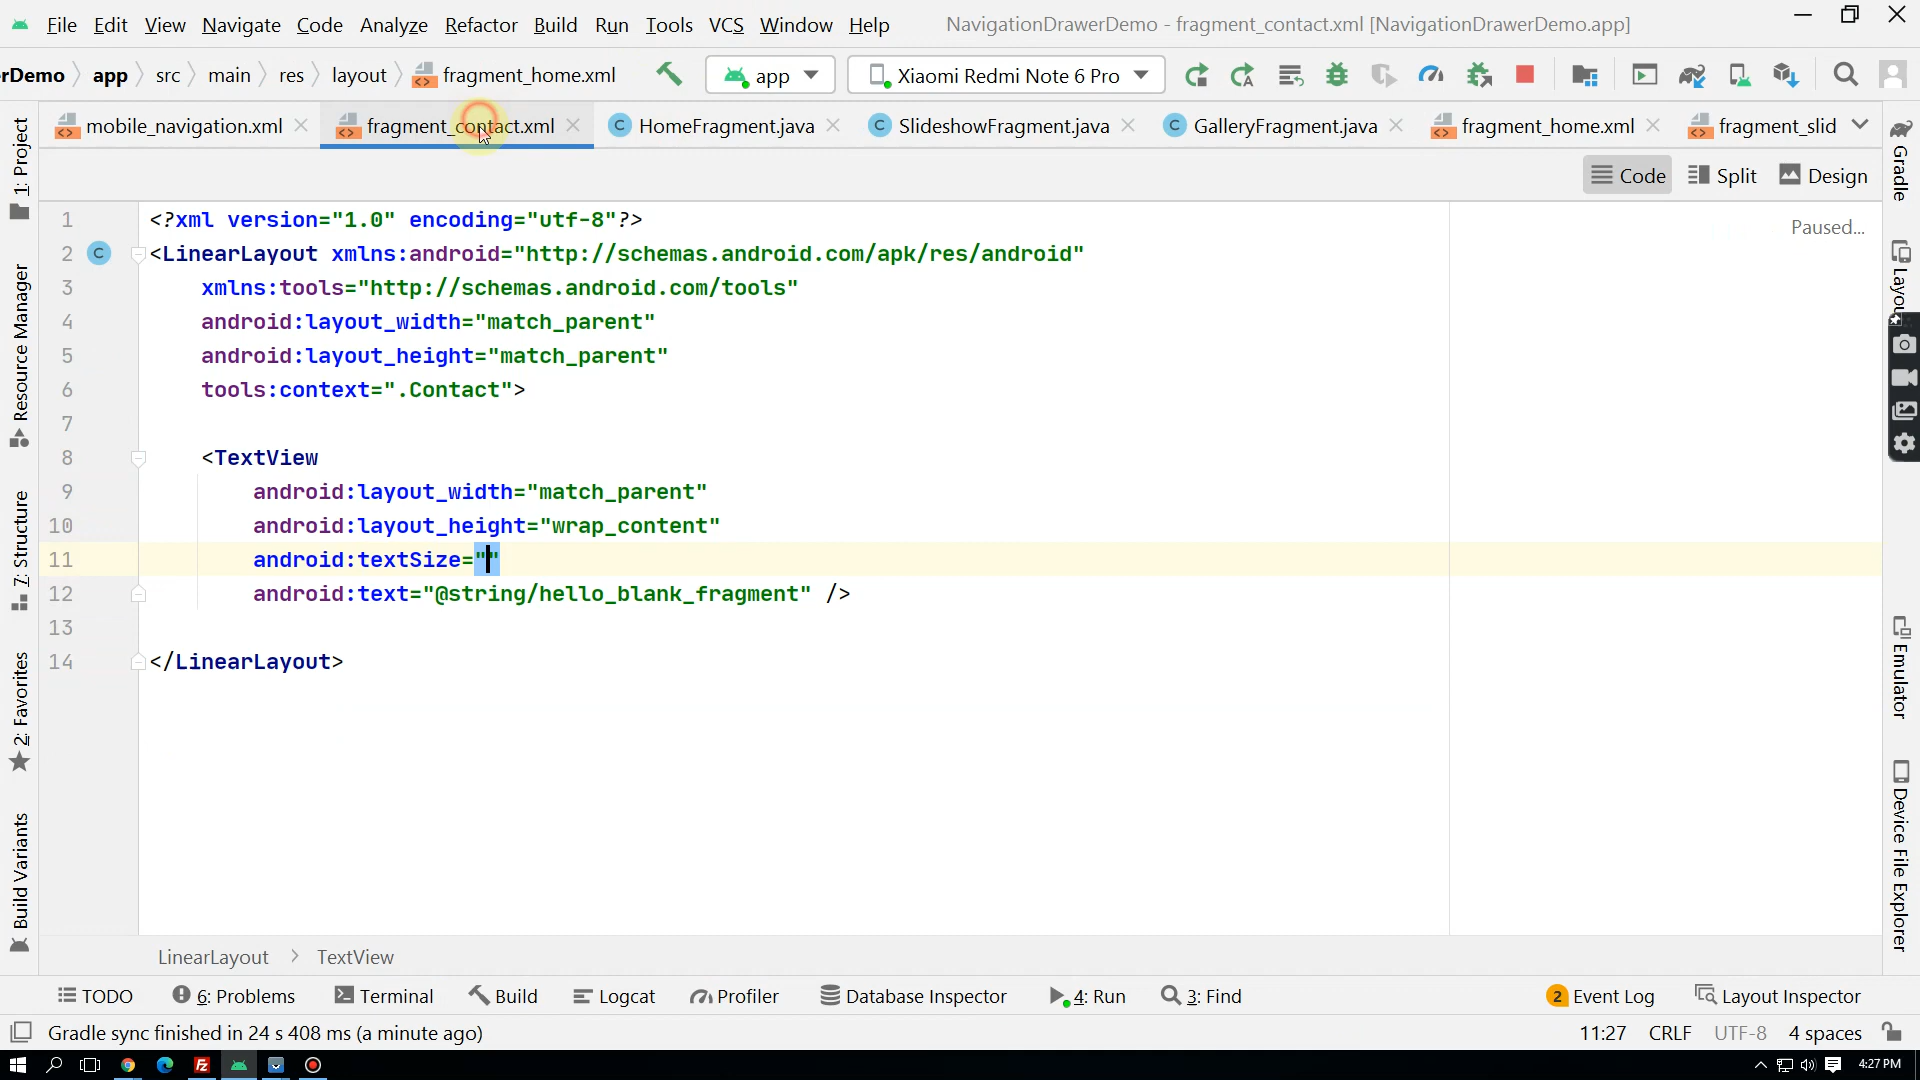 File Edit View Navigate Code Analyze Refactor Build Run Tools VCS Window Help NavigationDrawerDemo - fragment_contact.xml [NavigationDrawerDemo.app]
rDemo app src main res layout fragment_home.xml app Xiaomi Redmi Note 6 Pro
mobile_navigation.xml fragment_contact.xml HomeFragment.java SlideshowFragment.java GalleryFragment.java fragment_home.xml fragment_slid
Code Split Design
Paused...
1 <?xml version="1.0" encoding="utf-8"?>
2 <LinearLayout xmlns:android="http://schemas.android.com/apk/res/android"
3 xmlns:tools="http://schemas.android.com/tools"
4 android:layout_width="match_parent"
5 android:layout_height="match_parent"
6 tools:context=".Contact">
7
8 <TextView
9 android:layout_width="match_parent"
10 android:layout_height="wrap_content"
11 android:textSize=""
12 android:text="@string/hello_blank_fragment" />
13
14 </LinearLayout>
1: Project
Resource Manager
7: Structure
2: Favorites
Build Variants
Gradle
Layou
Emulator
Device File Explorer
LinearLayout TextView
TODO 6: Problems Terminal Build Logcat Profiler Database Inspector 4: Run 3: Find 2 Event Log Layout Inspector
Gradle sync finished in 24 s 408 ms (a minute ago) 11:27 CRLF UTF-8 4 spaces
4:27 PM